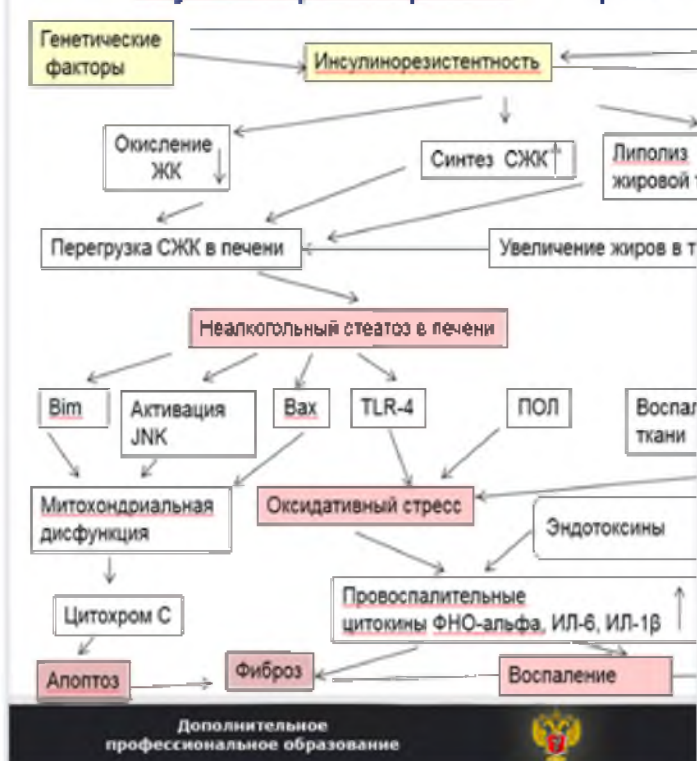 Генетические
факторы
Инсулинорезистентность
Окисление
ЖК
Синтез СЖК
Липолиз
жировой
Перегрузка СЖК в печени
Увеличение жиров в
Неалкогольный стеатоз в печени
Bim
Активация
JNK
Bax
TLR-4
ПОЛ
ткани
Митохондриальная
дисфункция
Оксидативный стресс
Эндотоксины
Цитохром С
Провоспалительные
цитокины ФНО-альфа, ИЛ-6, ИЛ-1β
Апоптоз
Фиброз
Воспаление
Дополнительное
профессиональное образование